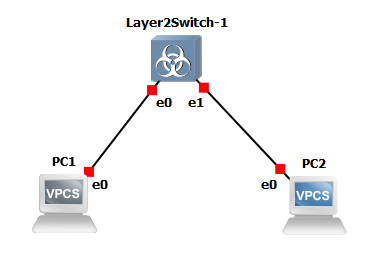 Layer2Switch-1
e0 e1
PC1
e0
VPCS
PC2
e0
VPCS